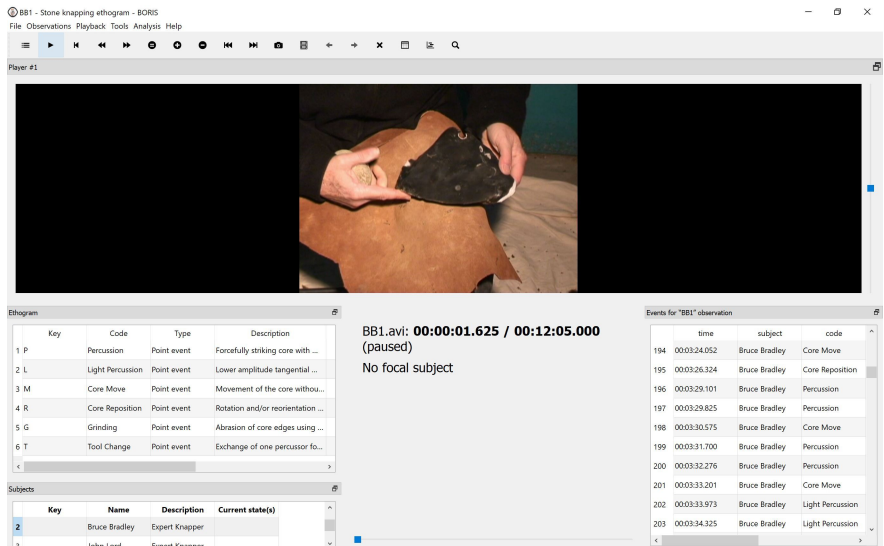 BB1 - Stone knapping ethogram - BORIS
File Observations Playback Tools Analysis Help
Player #1
Ethogram
Key Code Type Description
1 P Percussion Point event Forcefully striking core with ...
2 L Light Percussion Point event Lower amplitude tangential ...
3 M Core Move Point event Movement of the core withou...
4 R Core Reposition Point event Rotation and/or reorientation ...
5 G Grinding Point event Abrasion of core edges using ...
6 T Tool Change Point event Exchange of one percussor fo...
Subjects
Key Name Description Current state(s)
2 Bruce Bradley Expert Knapper
BB1.avi: 00:00:01.625 / 00:12:05.000
(paused)
No focal subject
Events for "BB1" observation
time subject code
194 00:03:24.052 Bruce Bradley Core Move
195 00:03:26.324 Bruce Bradley Core Reposition
196 00:03:29.101 Bruce Bradley Percussion
197 00:03:29.825 Bruce Bradley Percussion
198 00:03:30.575 Bruce Bradley Core Move
199 00:03:31.700 Bruce Bradley Percussion
200 00:03:32.276 Bruce Bradley Percussion
201 00:03:33.201 Bruce Bradley Core Move
202 00:03:33.973 Bruce Bradley Light Percussion
203 00:03:34.325 Bruce Bradley Light Percussion